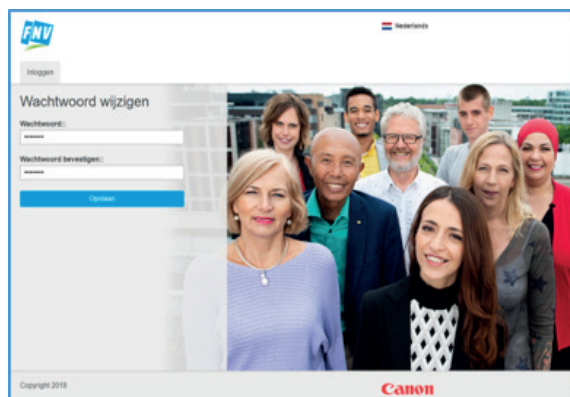 FNV
Nederlands
Inloggen
Wachtwoord wijzigen
Wachtwoord::
•••••••
Wachtwoord bevestigen::
•••••••
Opslaan
Copyright 2018
Canon